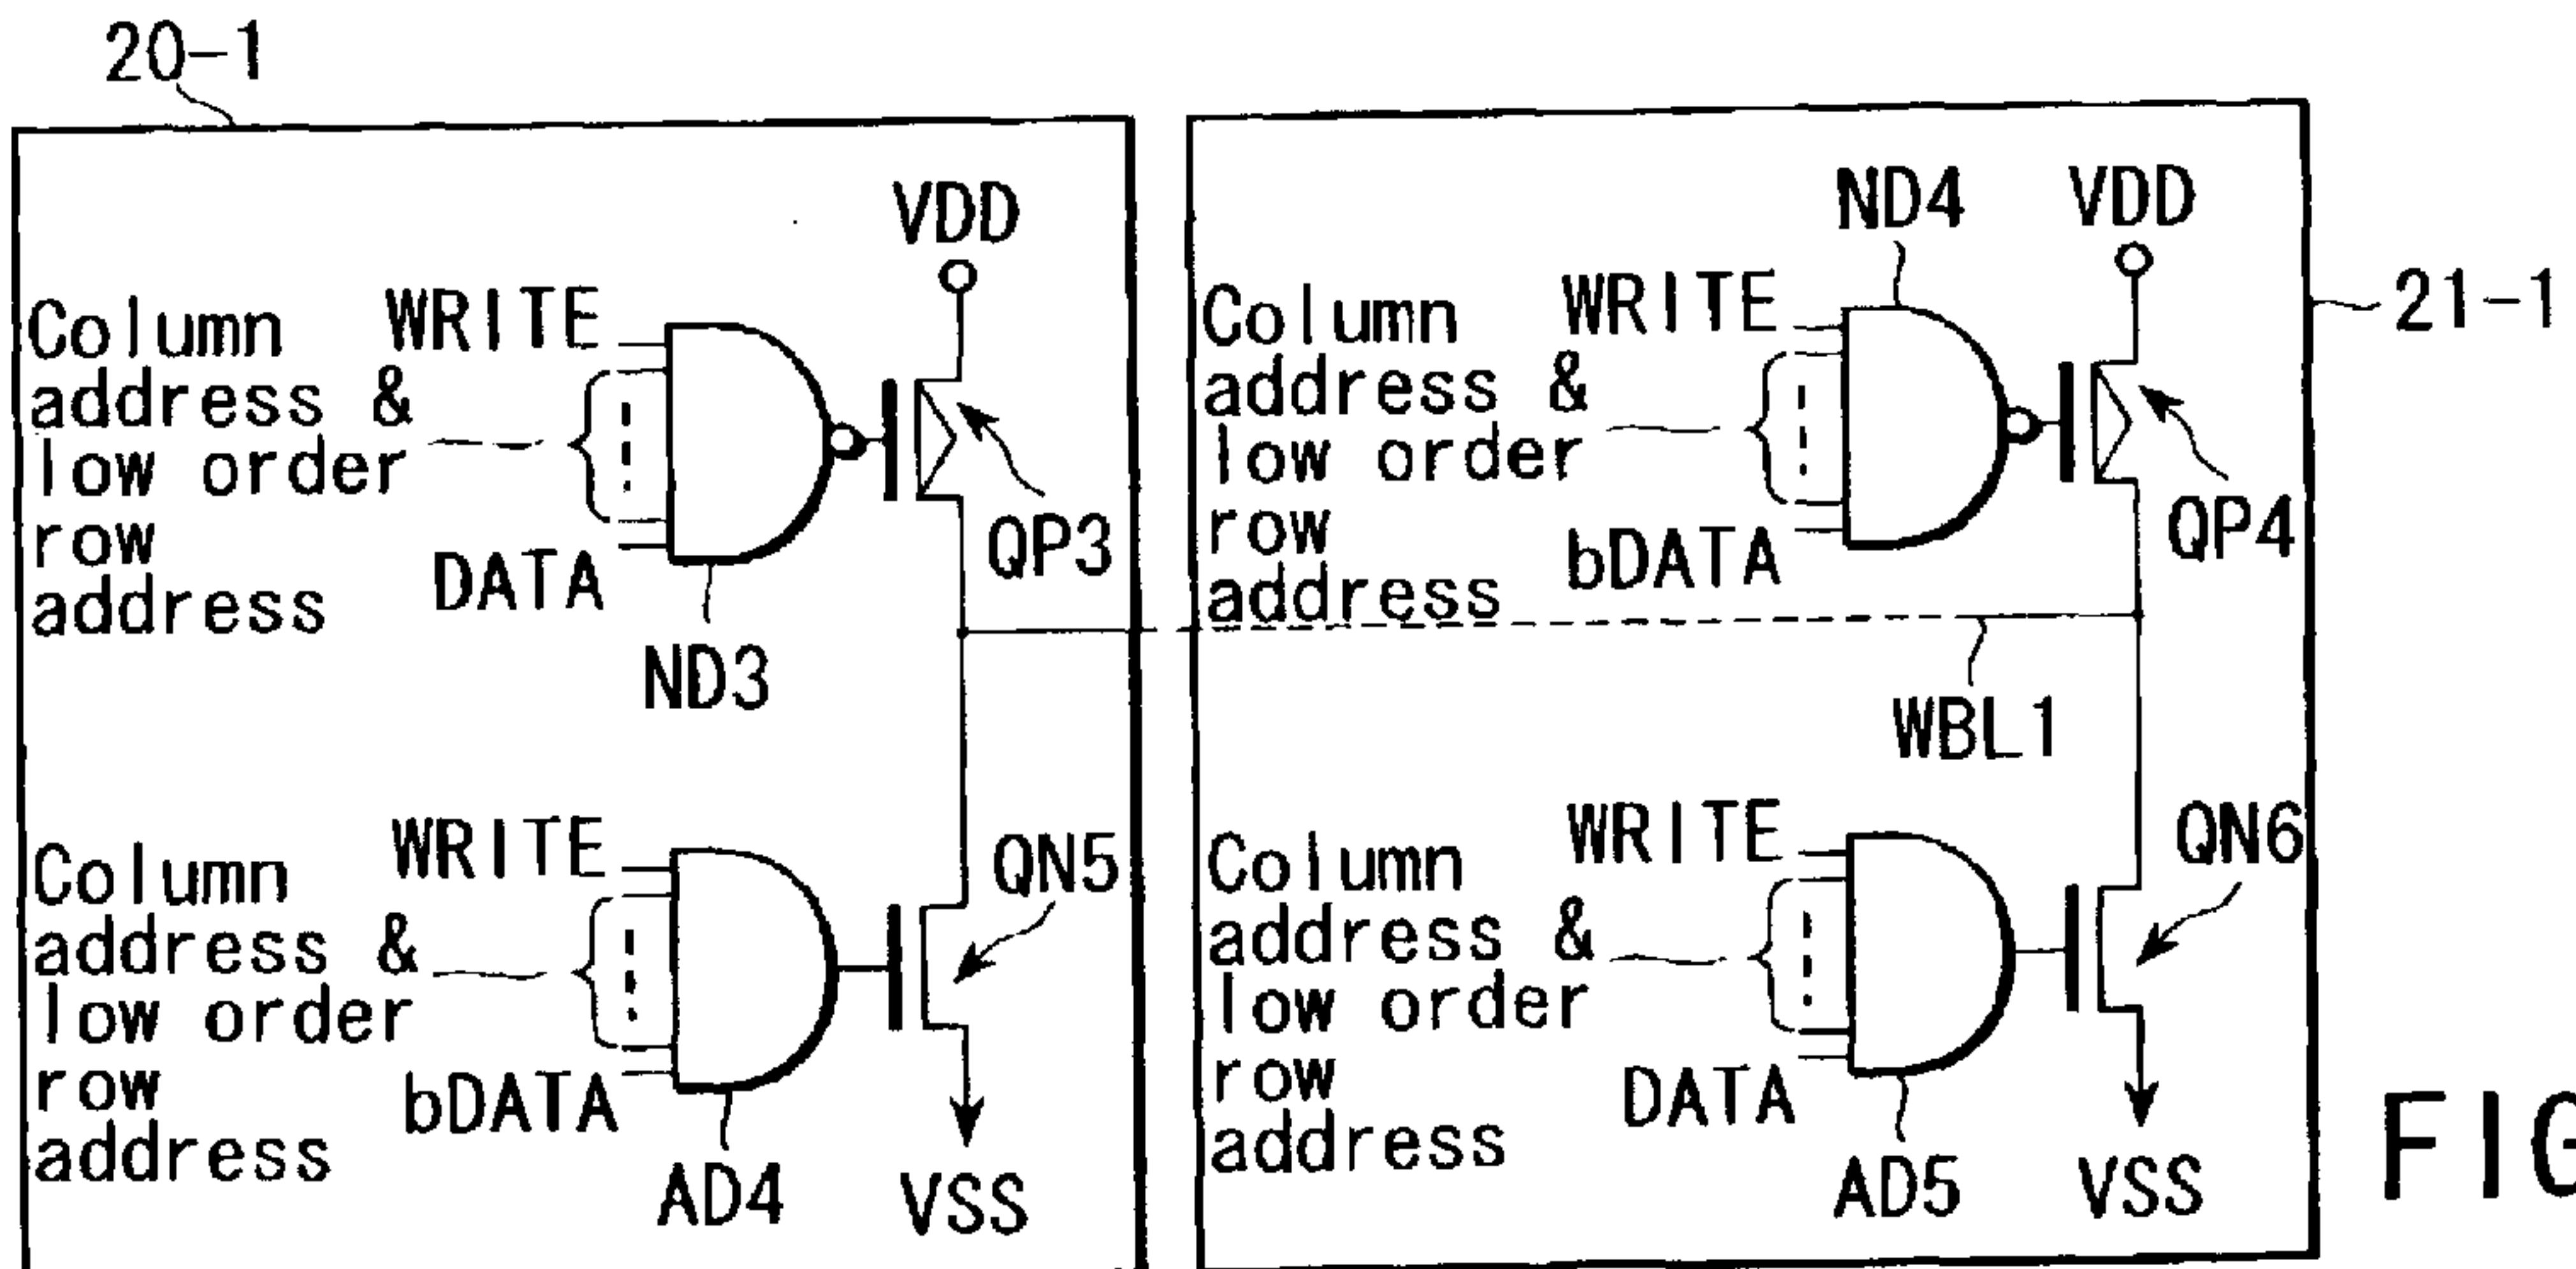 20-1
VDD
Column
address &
low order
row
address
WRITE
DATA
ND3
QP3
Column
address &
low order
row
address
WRITE
bDATA
AD4
QN5
VSS
21-1
ND4
VDD
Column
address &
low order
row
address
WRITE
bDATA
QP4
WBL1
Column
address &
low order
row
address
WRITE
DATA
AD5
QN6
VSS
FIG